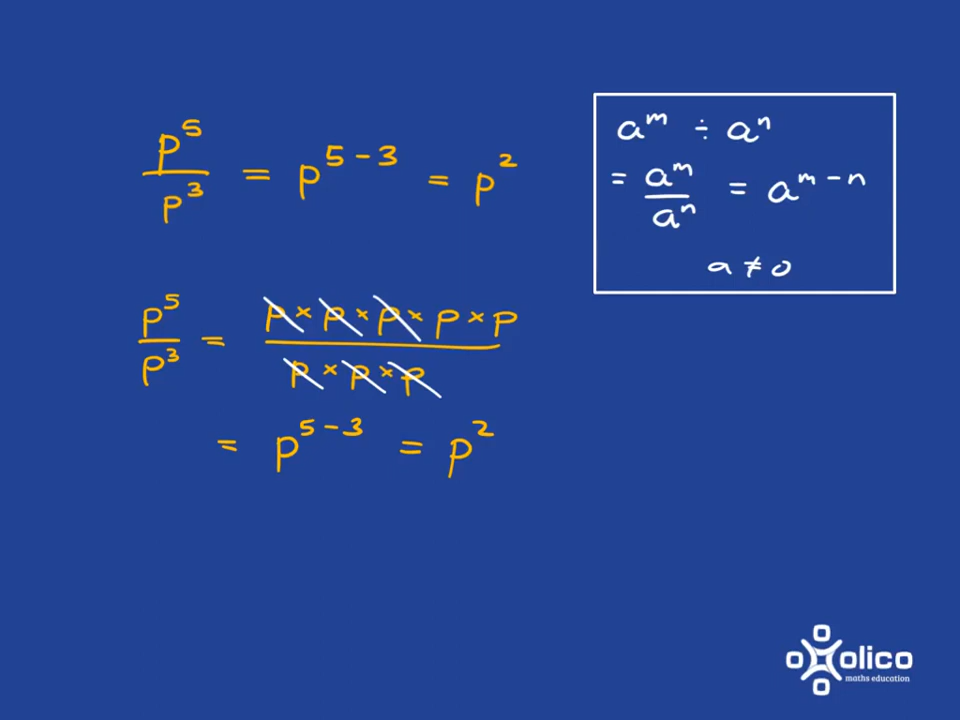 p^5/p^3 = p^(5-3) = p^2
p^5/p^3 = (p × p × p × p × p)/(p × p × p)
= p^(5-3) = p^2
a^m ÷ a^n
= a^m/a^n = a^(m-n)
a ≠ 0
olico
maths education